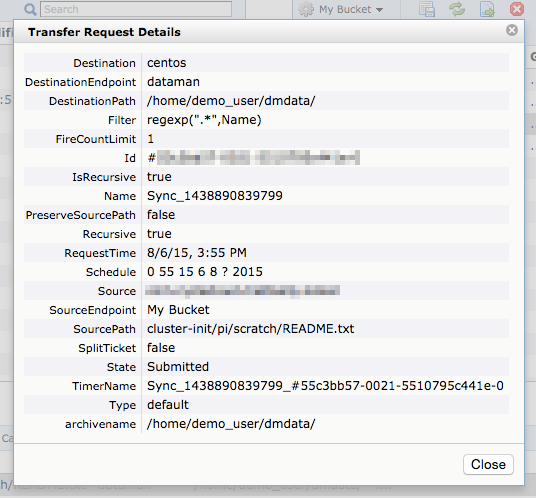 Search
My Bucket
Transfer Request Details
Destination centos
DestinationEndpoint dataman
DestinationPath /home/demo_user/dmdata/
Filter regexp(".*",Name)
FireCountLimit 1
Id #
IsRecursive true
Name Sync_1438890839799
PreserveSourcePath false
Recursive true
RequestTime 8/6/15, 3:55 PM
Schedule 0 55 15 6 8 ? 2015
Source
SourceEndpoint My Bucket
SourcePath cluster-init/pi/scratch/README.txt
SplitTicket false
State Submitted
TimerName Sync_1438890839799_#55c3bb57-0021-5510795c441e-0
Type default
archivename /home/demo_user/dmdata/
Close